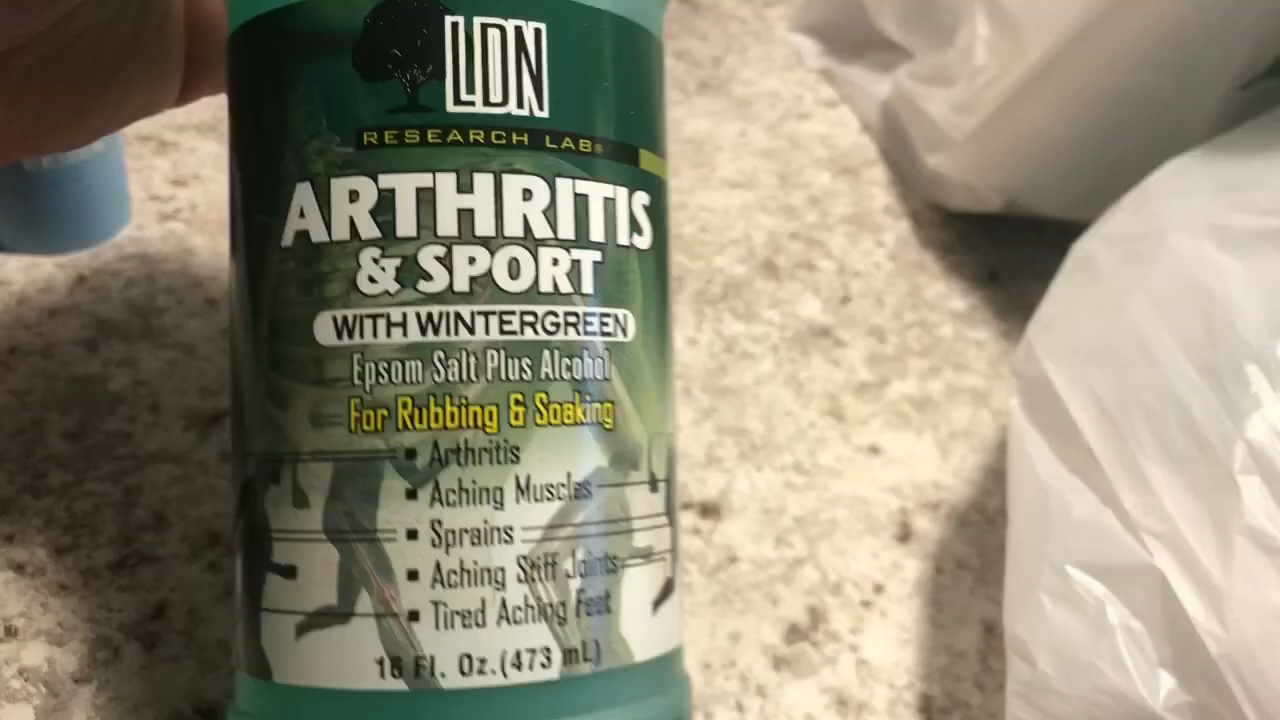 LDN
RESEARCH LAB®
ARTHRITIS
& SPORT
WITH WINTERGREEN
Epsom Salt Plus Alcohol
For Rubbing & Soaking
▪ Arthritis
▪ Aching Muscles
▪ Sprains
▪ Aching Stiff Joints
▪ Tired Aching Feet
16 Fl. Oz.(473 mL)